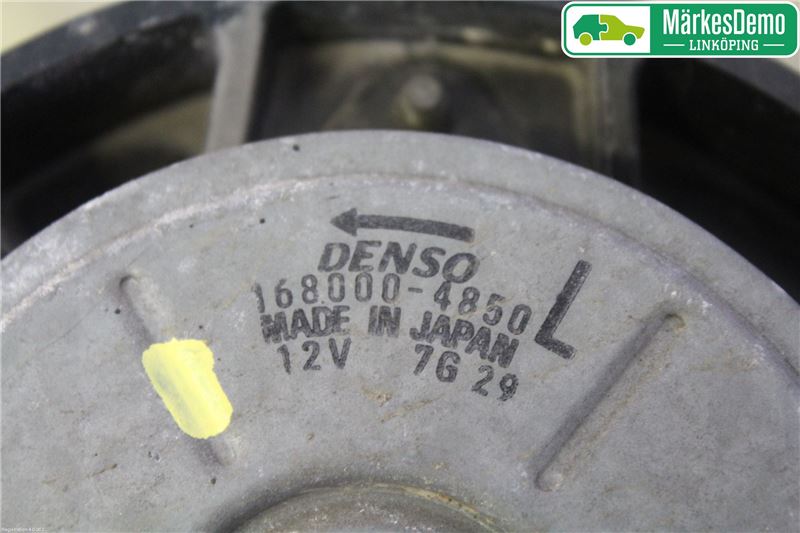 MärkesDemo
LINKÖPING
DENSO
168000-4850
MADE IN JAPAN L
12V 7G 29